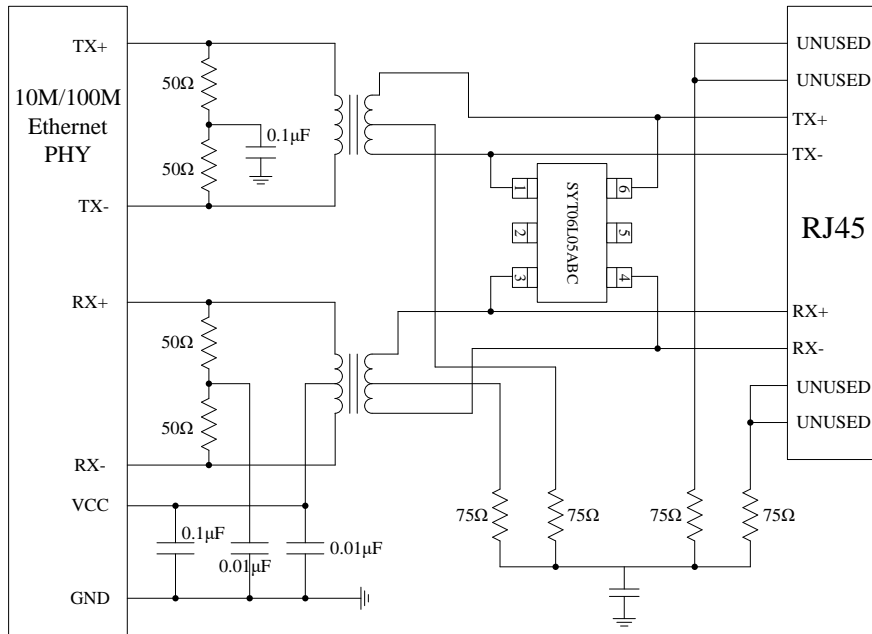 TX+
50Ω
10M/100M
Ethernet
PHY
0.1μF
50Ω
TX-
RX+
50Ω
50Ω
RX-
VCC
0.1μF
0.01μF
0.01μF
GND
SYT06L05ABC
1
2
3
6
5
4
75Ω
75Ω
75Ω
75Ω
UNUSED
UNUSED
TX+
TX-
RJ45
RX+
RX-
UNUSED
UNUSED